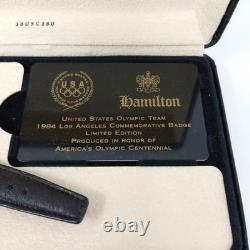 USA
Hamilton
United States Olympic Team
1984 Los Angeles Commemorative Badge
Limited Edition
Produced in honor of
America's Olympic Centennial